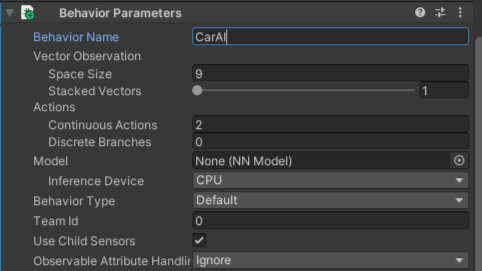 Behavior Parameters
Behavior Name CarAI
Vector Observation
Space Size 9
Stacked Vectors 1
Actions
Continuous Actions 2
Discrete Branches 0
Model None (NN Model)
Inference Device CPU
Behavior Type Default
Team Id 0
Use Child Sensors
Observable Attribute Handlin Ignore